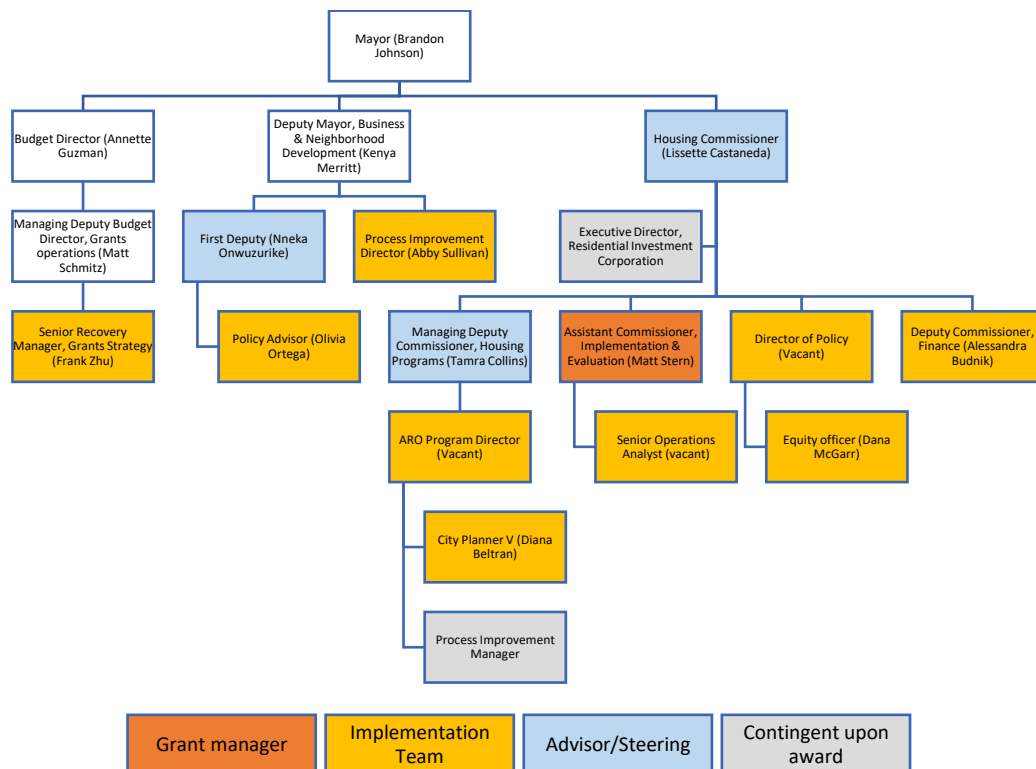 Mayor (Brandon
Johnson)
Budget Director (Annette
Guzman)
Deputy Mayor, Business
& Neighborhood
Development (Kenya
Merritt)
Housing Commissioner
(Lissette Castaneda)
Managing Deputy Budget
Director, Grants
operations (Matt
Schmitz)
First Deputy (Nneka
Onwuzurike)
Process Improvement
Director (Abby Sullivan)
Executive Director,
Residential Investment
Corporation
Senior Recovery
Manager, Grants Strategy
(Frank Zhu)
Policy Advisor (Olivia
Ortega)
Managing Deputy
Commissioner, Housing
Programs (Tamra Collins)
Assistant Commissioner,
Implementation &
Evaluation (Matt Stern)
Director of Policy
(Vacant)
Deputy Commissioner,
Finance (Alessandra
Budnik)
ARO Program Director
(Vacant)
Senior Operations
Analyst (vacant)
Equity officer (Dana
McGarr)
City Planner V (Diana
Beltran)
Process Improvement
Manager
Grant manager
Implementation
Team
Advisor/Steering
Contingent upon
award